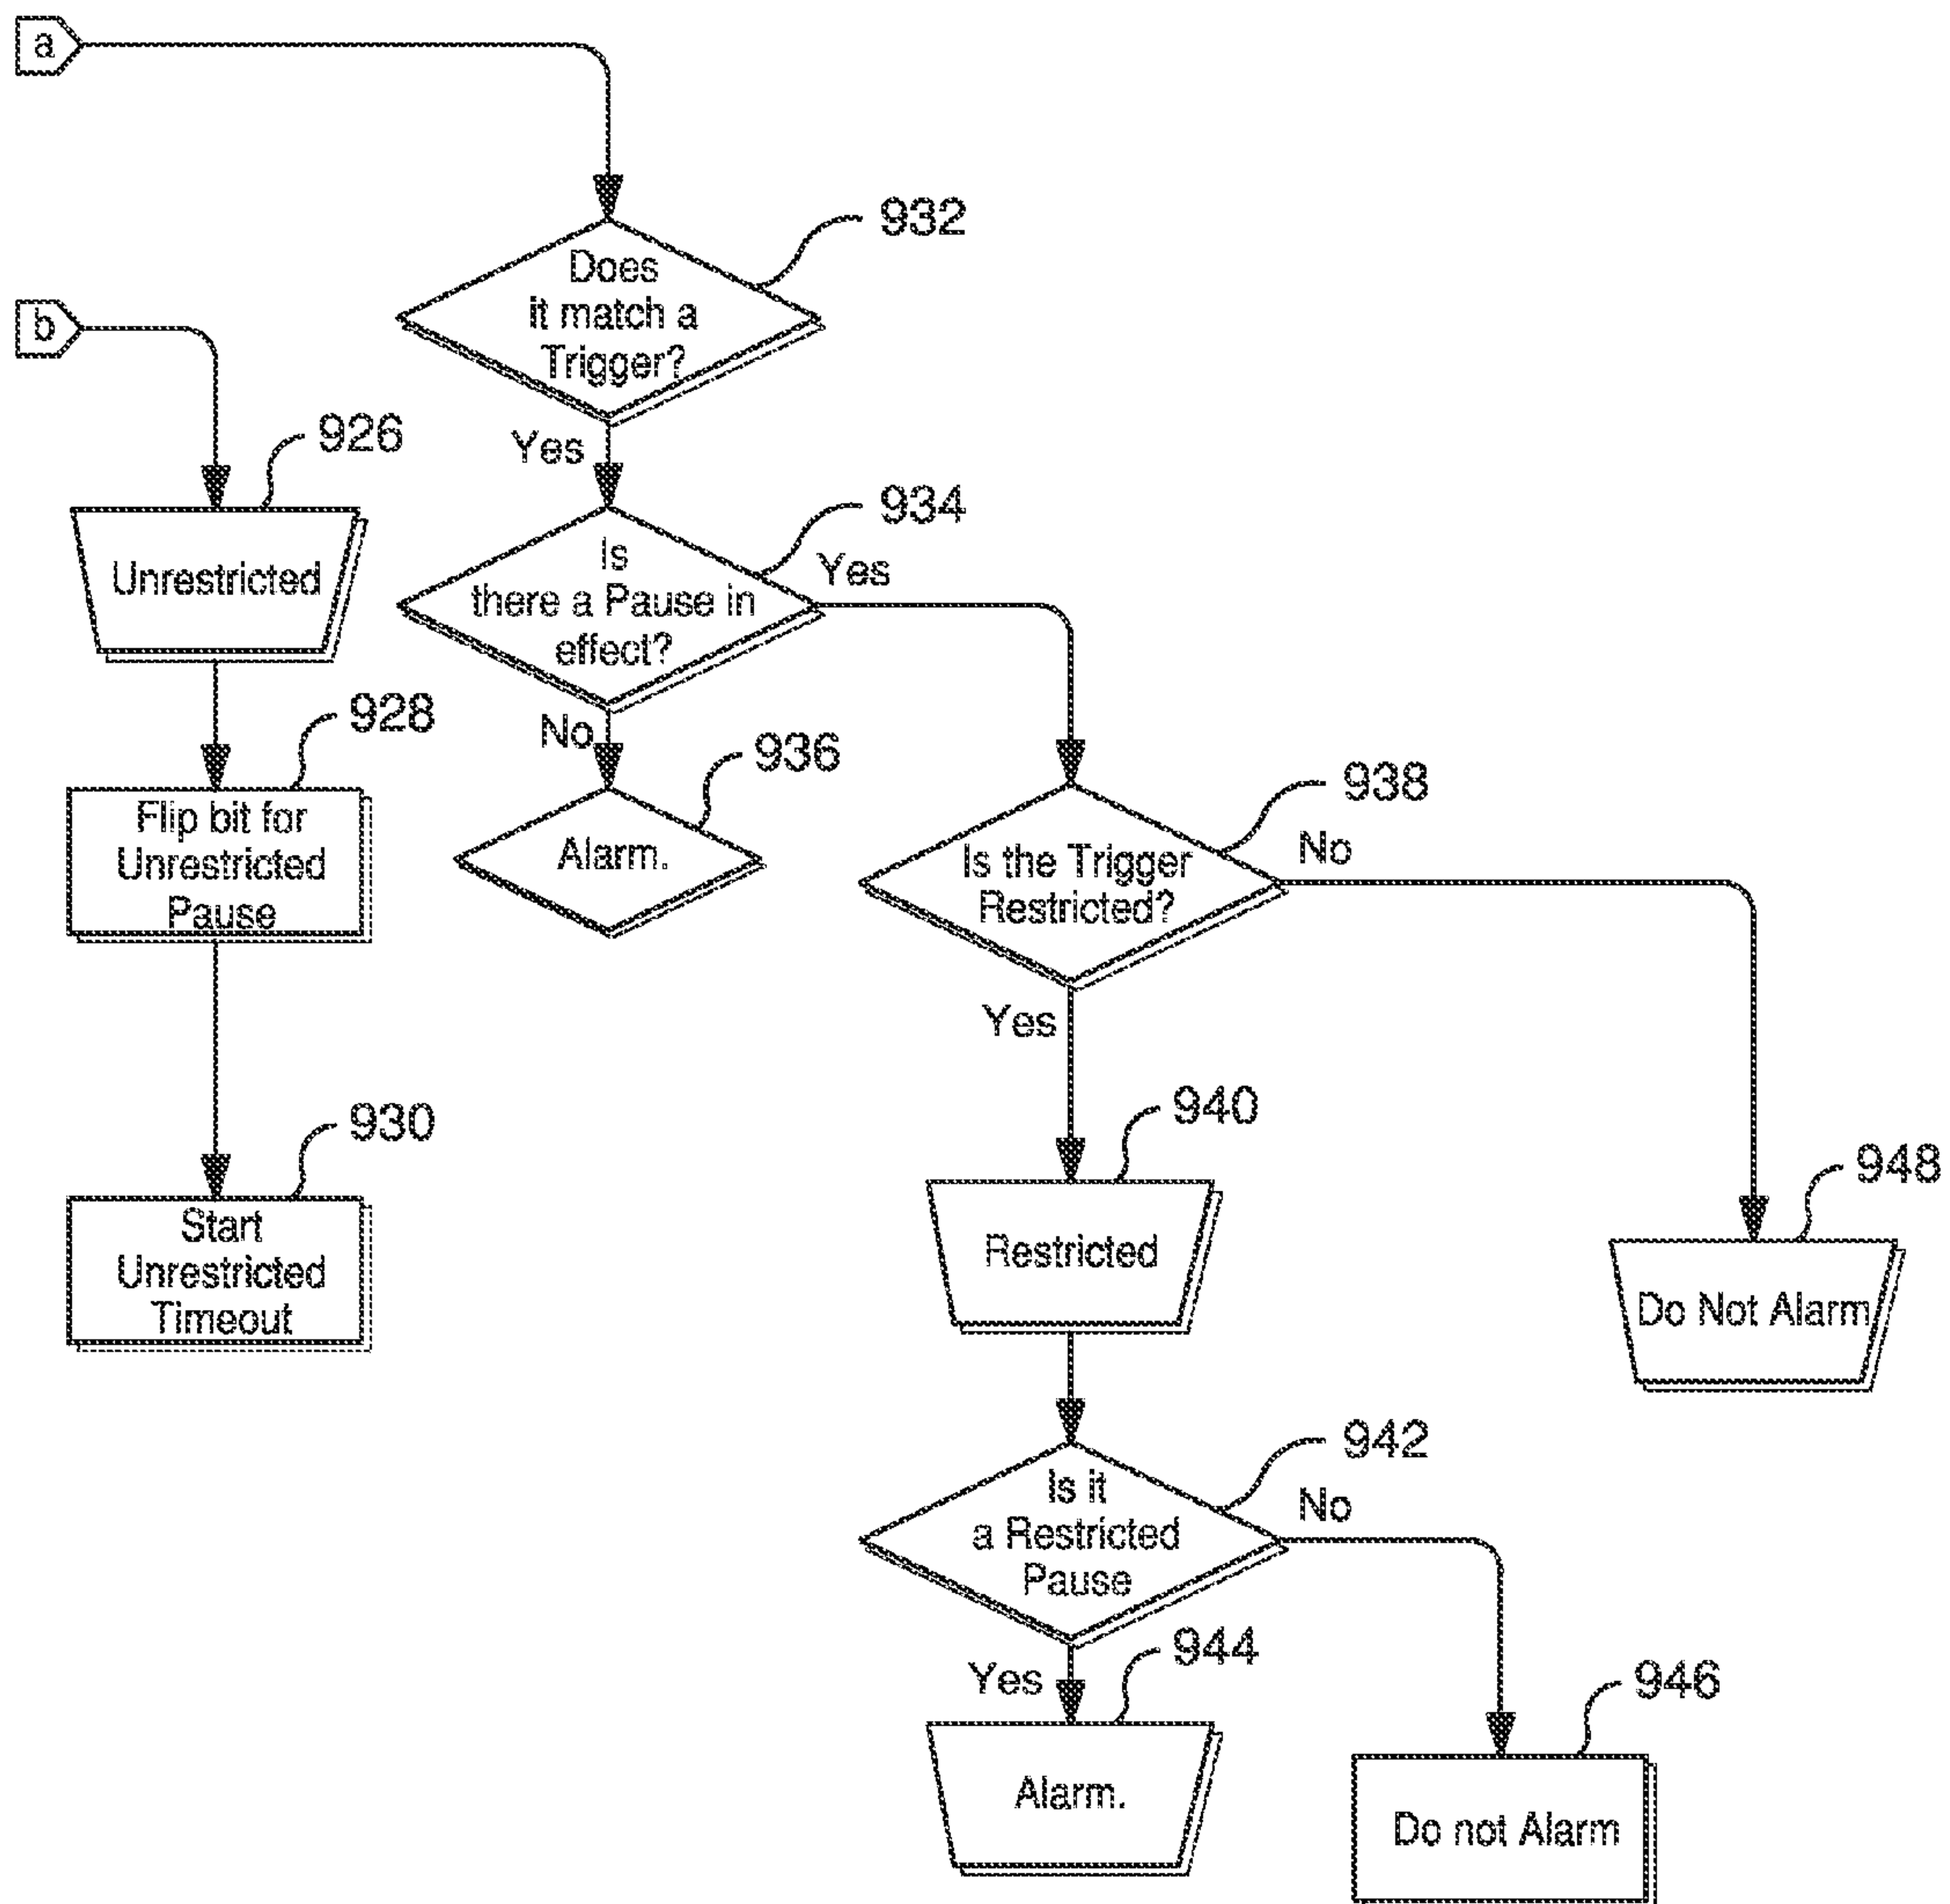 a
932
Does
it match a
Trigger?
b
926
Yes
934
Unrestricted
Is
there a Pause in
effect?
Yes
928
No
936
938
Flip bit for
Unrestricted
Pause
Alarm.
Is the Trigger
Restricted?
No
Yes
930
940
948
Start
Unrestricted
Timeout
Restricted
Do Not Alarm
942
Is it
a Restricted
Pause
No
Yes
944
946
Alarm.
Do not Alarm